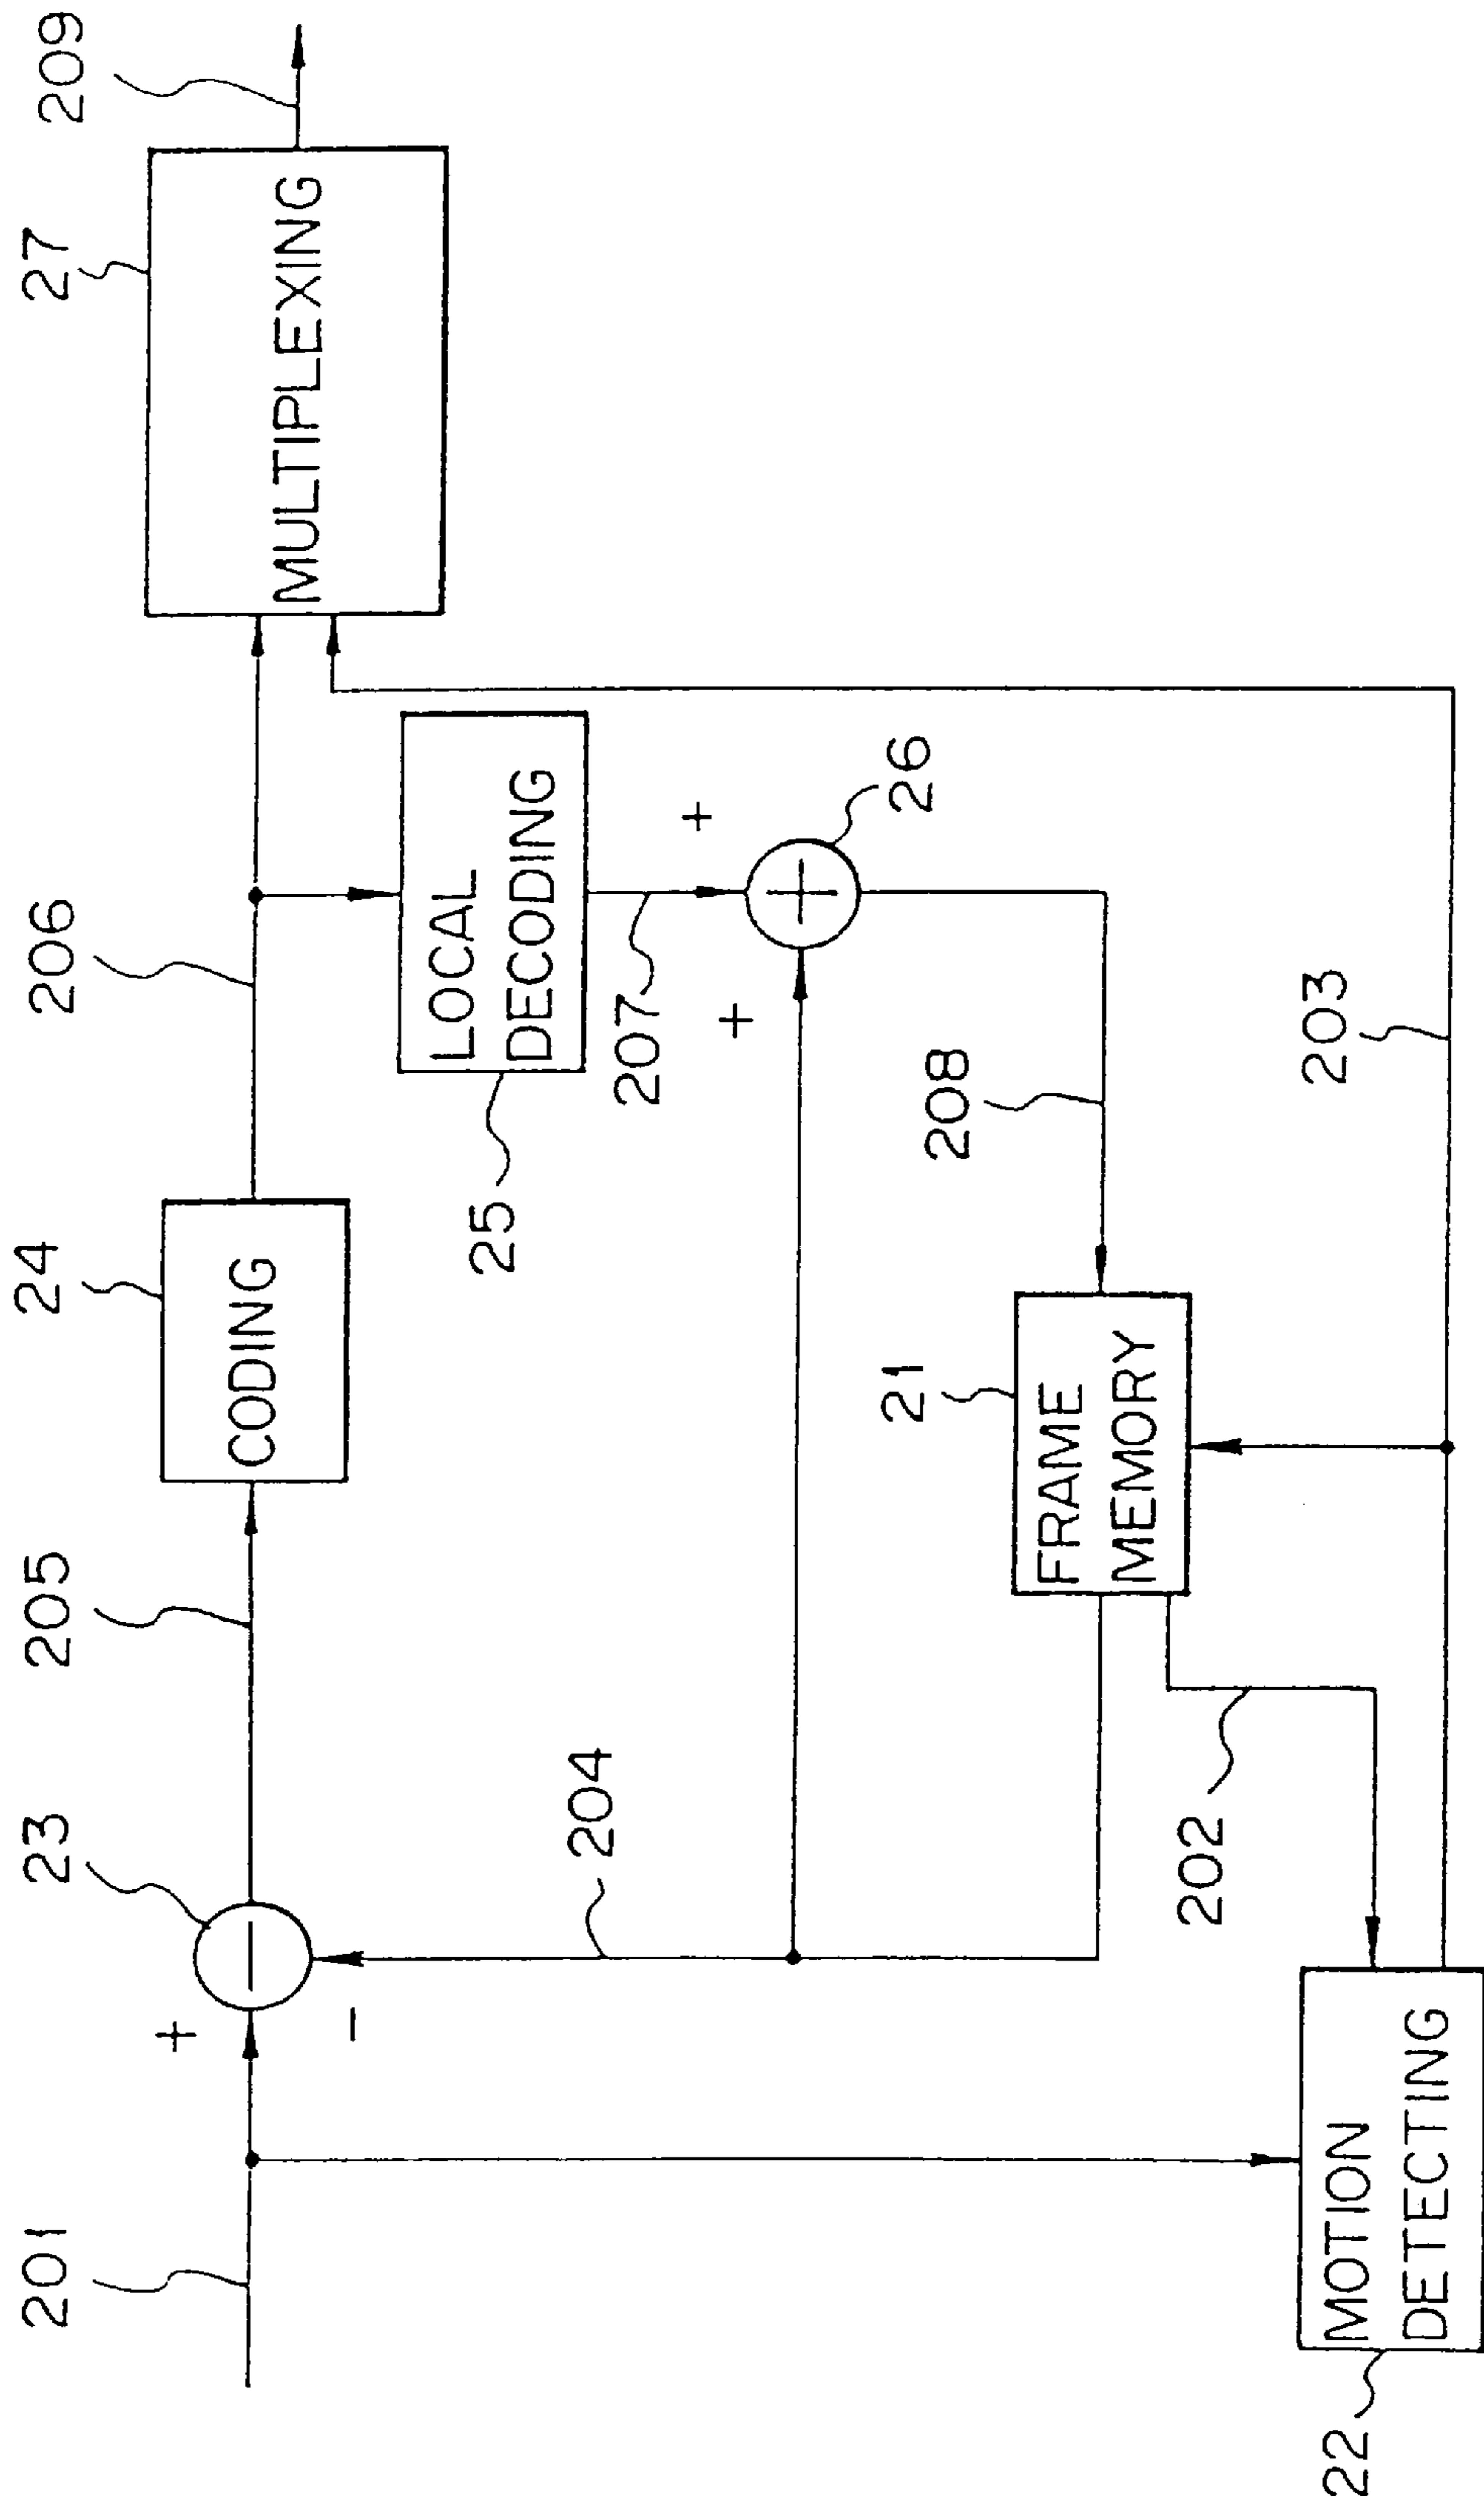 201
23
205
24
206
27
209
+
−
CODING
MULTIPLEXING
204
25
LOCAL
DECODING
207
+
+
26
21
208
FRAME
MEMORY
202
203
22
MOTION
DETECTING